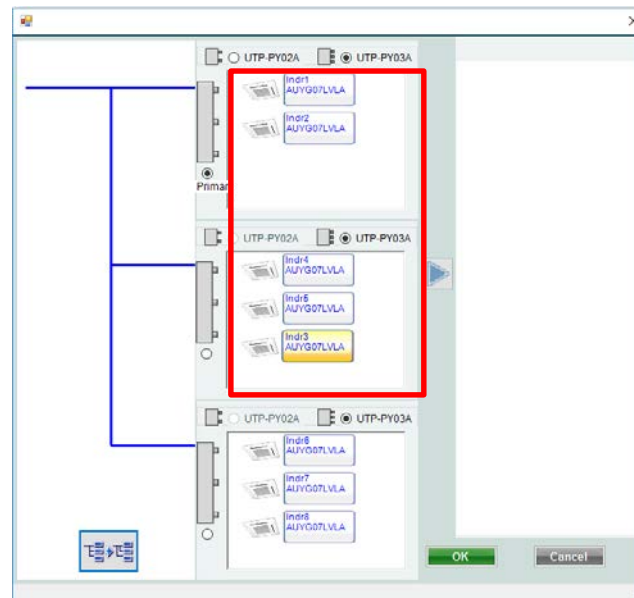 UTP-PY02A UTP-PY03A
Indr1
AUYG07LVLA
Indr2
AUYG07LVLA
Primar
UTP-PY02A UTP-PY03A
Indr4
AUYG07LVLA
Indr5
AUYG07LVLA
Indr3
AUYG07LVLA
UTP-PY02A UTP-PY03A
Indr6
AUYG07LVLA
Indr7
AUYG07LVLA
Indr8
AUYG07LVLA
OK Cancel